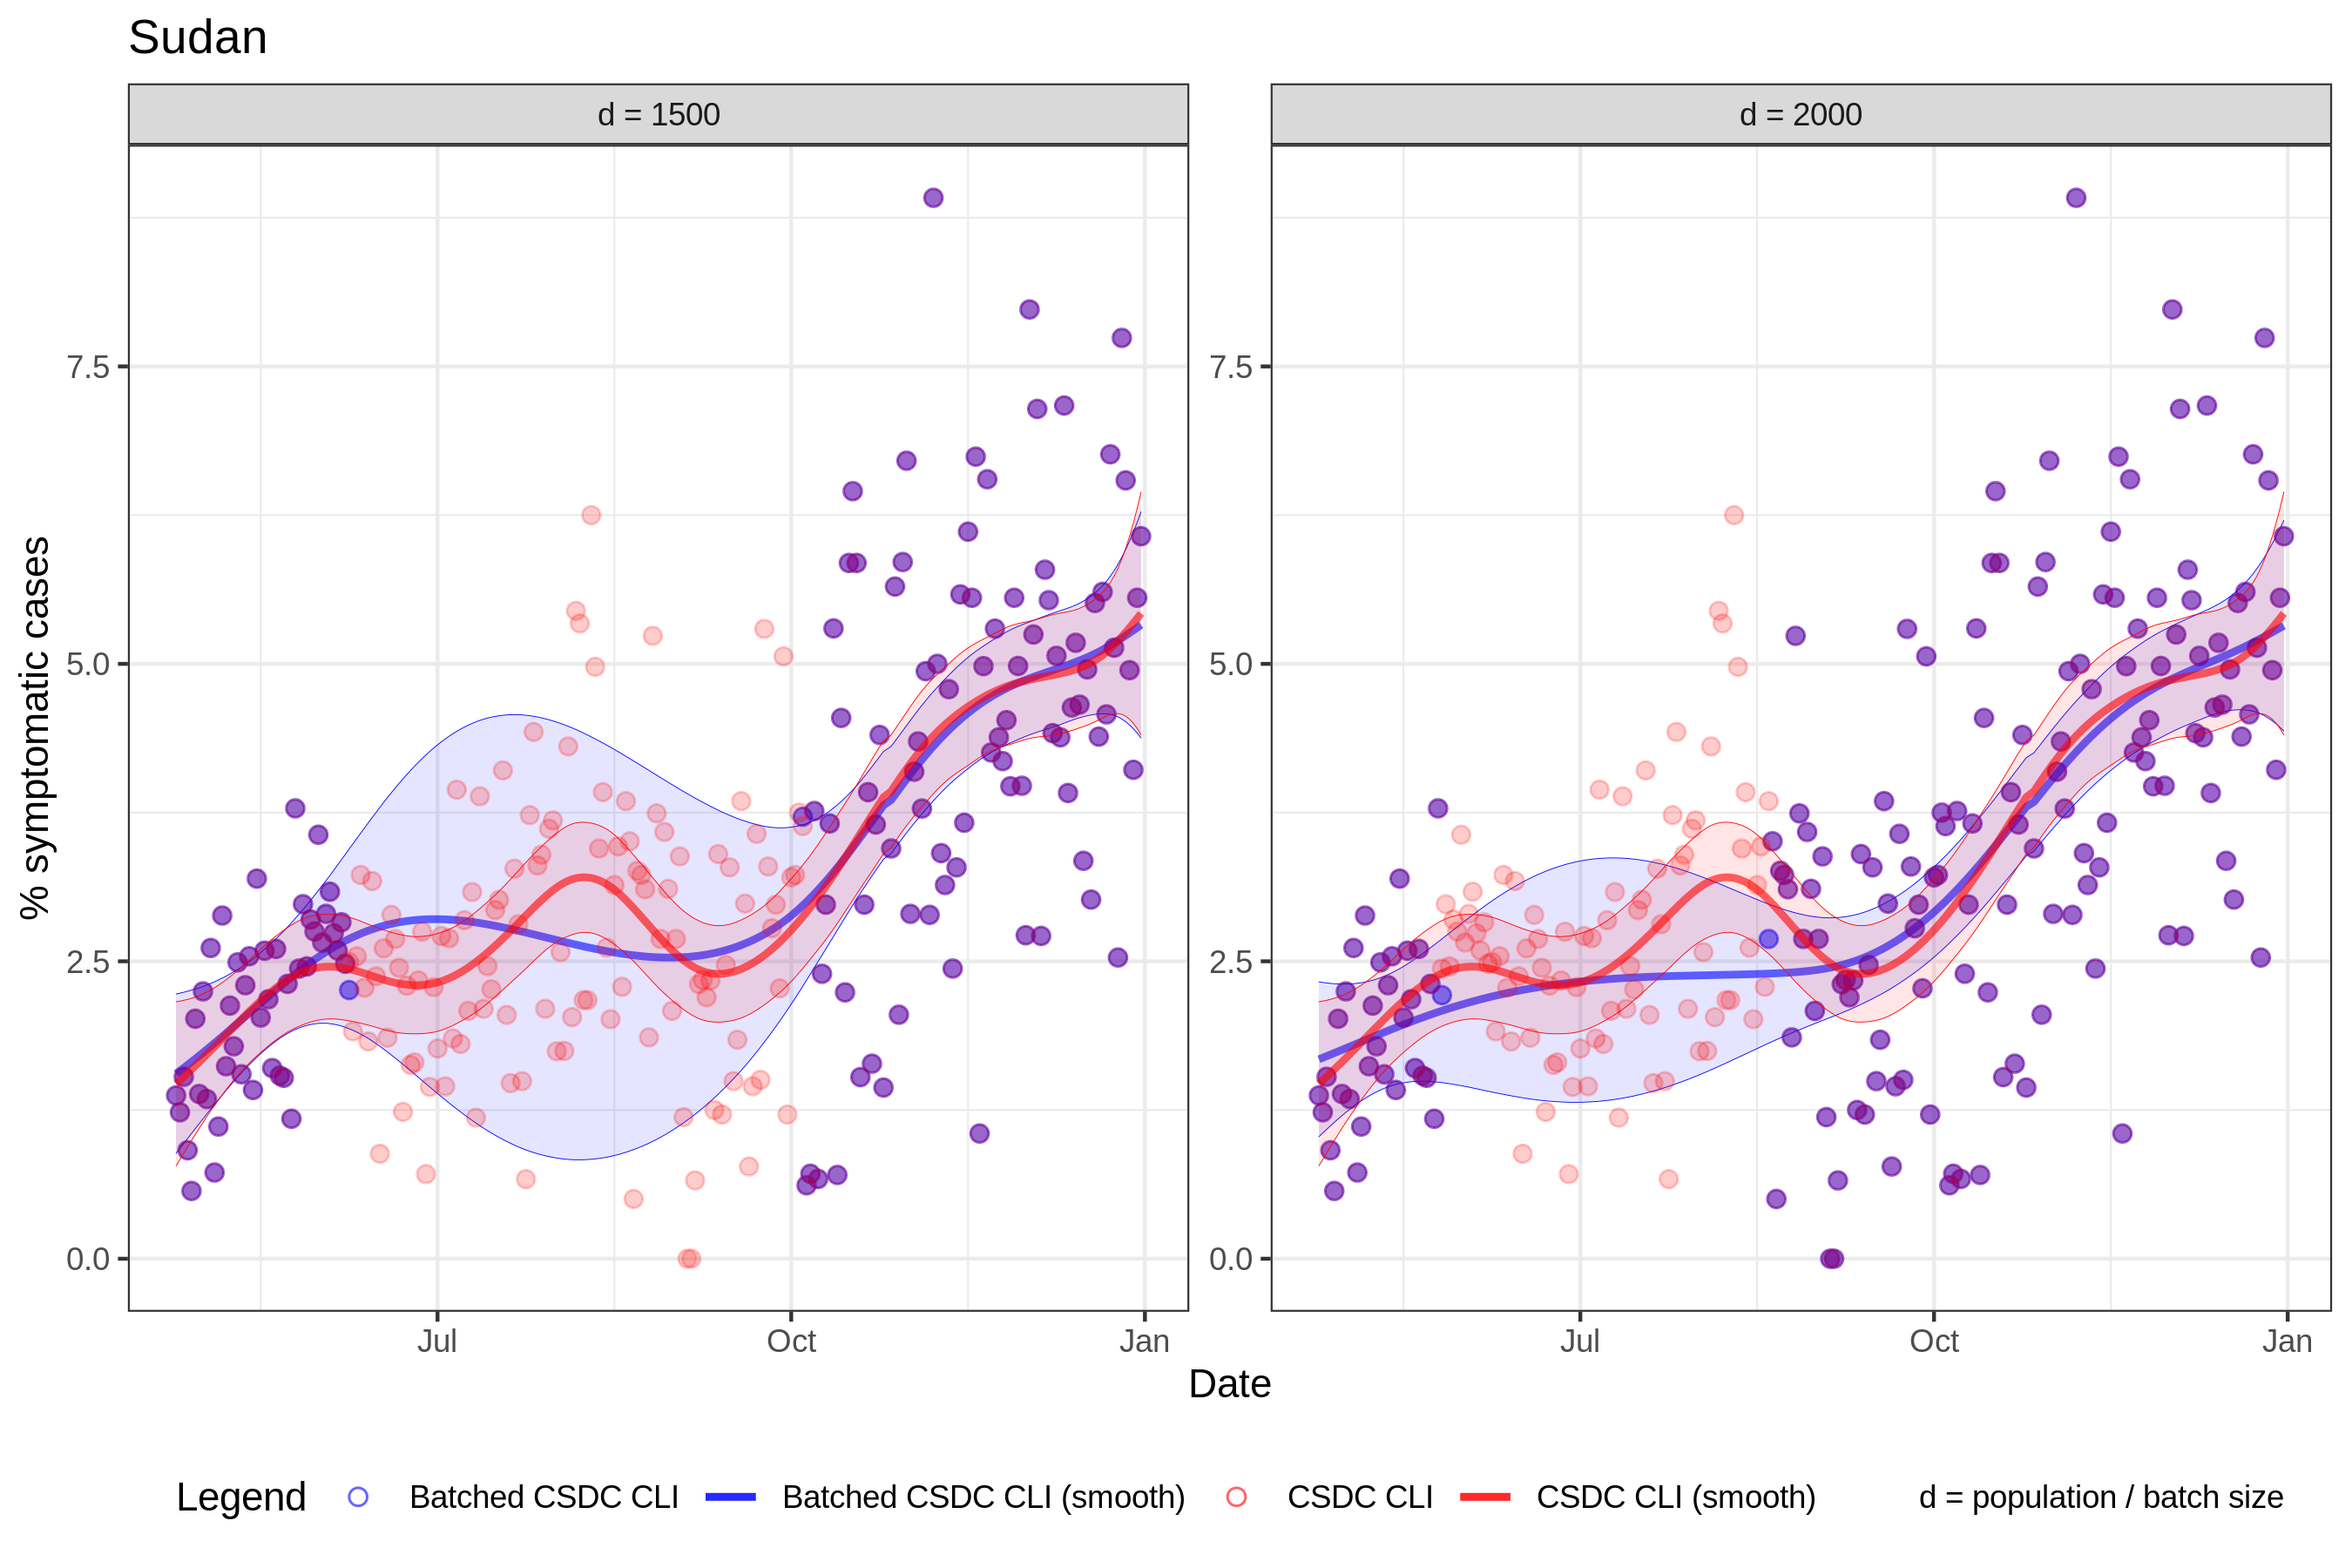 Sudan
d = 1500
d = 2000
% symptomatic cases
7.5
5.0
2.5
0.0
7.5
5.0
2.5
0.0
Jul
Oct
Jan
Jul
Oct
Jan
Date
Legend
Batched CSDC CLI
Batched CSDC CLI (smooth)
CSDC CLI
CSDC CLI (smooth)
d = population / batch size